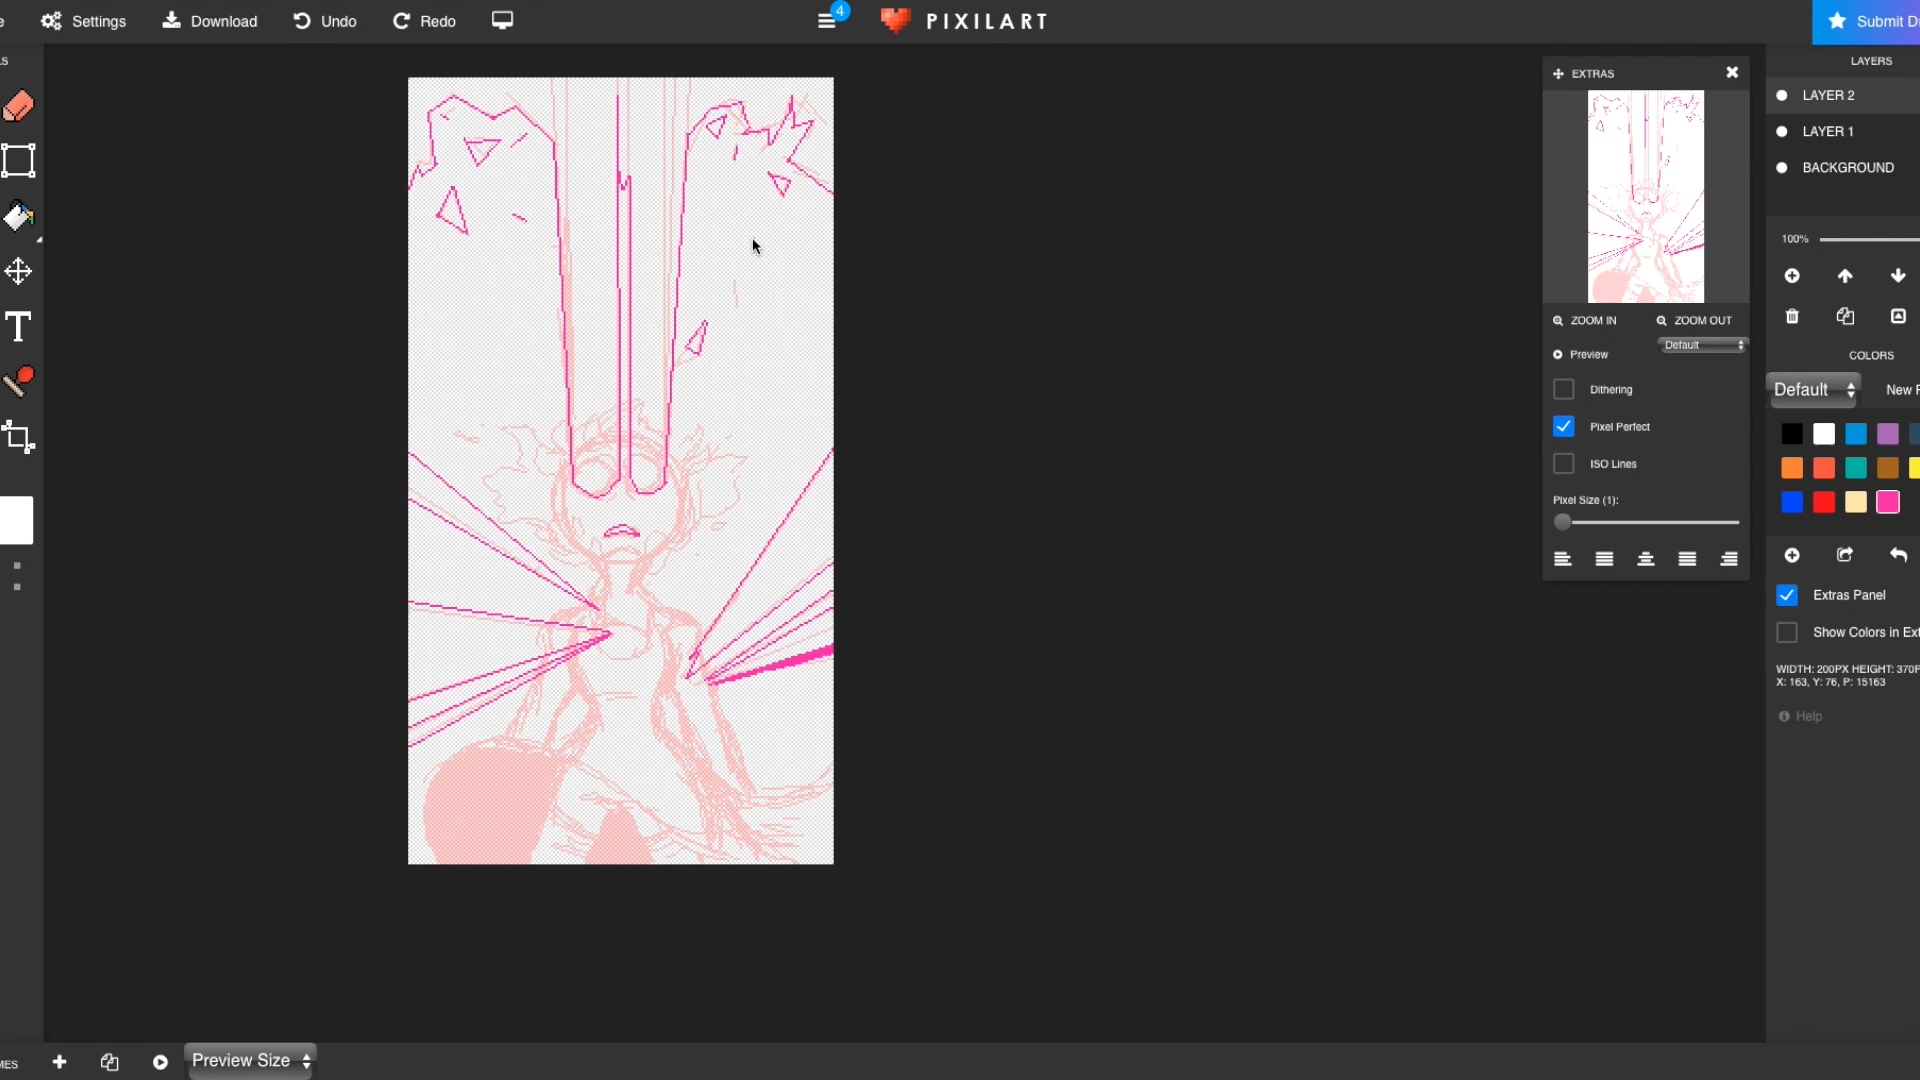 Settings
Download
Undo
Redo
4
PIXILART
Submit
LAYERS
EXTRAS
LAYER 2
LAYER 1
BACKGROUND
100%
ZOOM IN
ZOOM OUT
Default
Preview
Dithering
Pixel Perfect
ISO Lines
Pixel Size (1):
COLORS
Default
New
Extras Panel
Show Colors in
WIDTH: 200PX HEIGHT: 370P
X: 163, Y: 76, P: 15163
Help
Preview Size